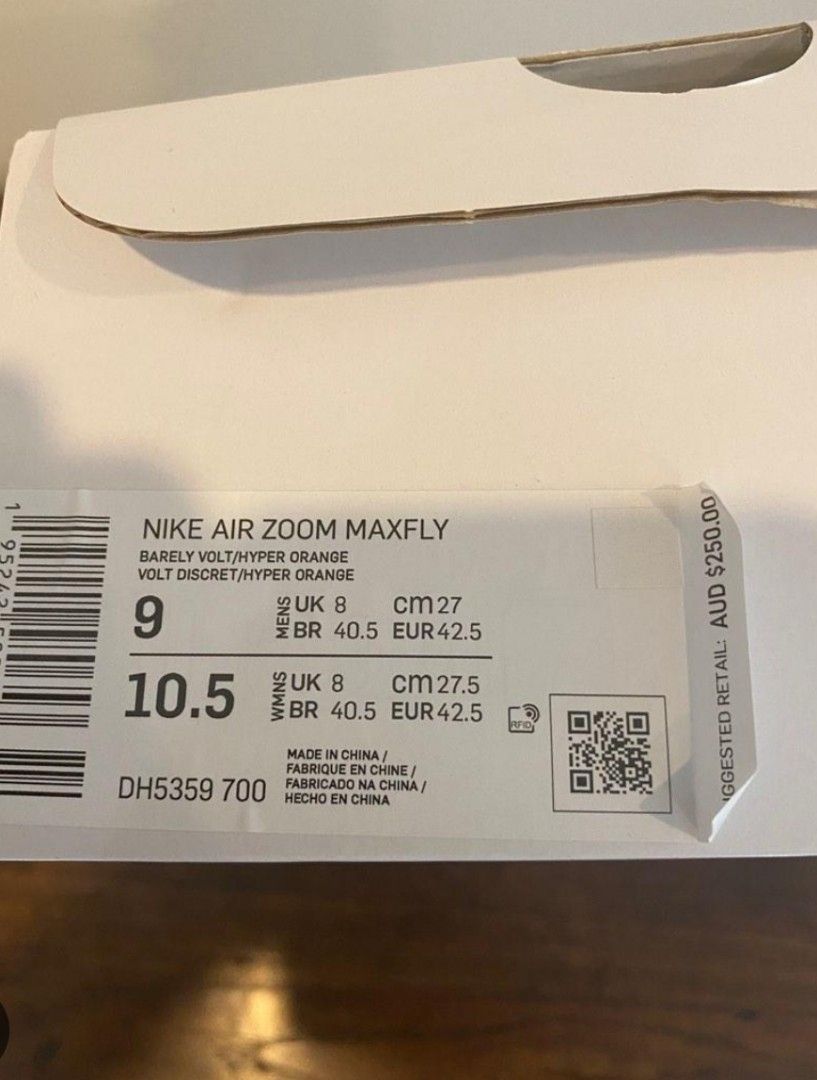 NIKE AIR ZOOM MAXFLY
BARELY VOLT/HYPER ORANGE
VOLT DISCRET/HYPER ORANGE
9
MENS
UK 8 cm 27
BR 40.5 EUR 42.5
10.5
WMNS
UK 8 cm 27.5
BR 40.5 EUR 42.5
RFID
DH5359 700
MADE IN CHINA /
FABRIQUE EN CHINE /
FABRICADO NA CHINA /
HECHO EN CHINA
RETAIL: AUD $250.00